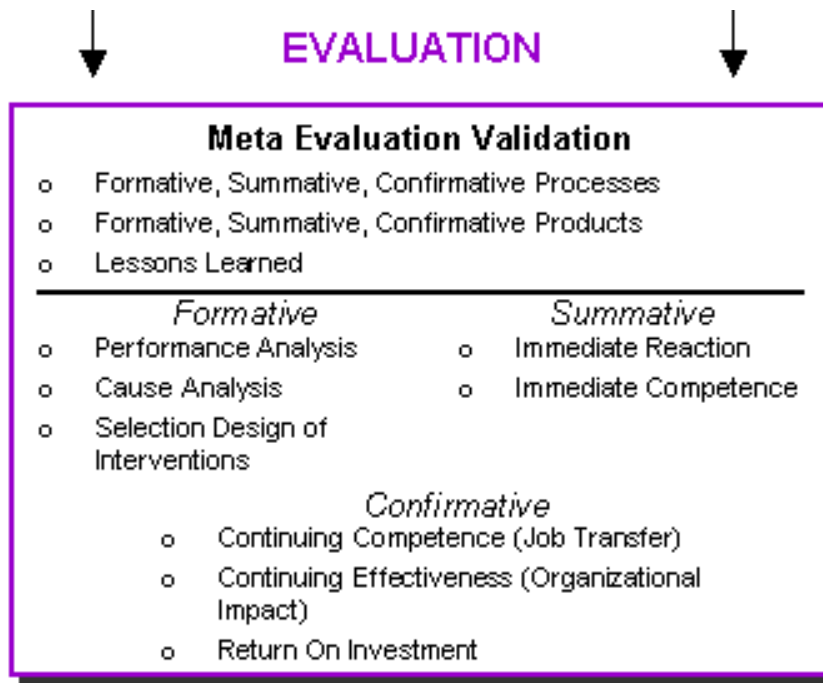 EVALUATION
Meta Evaluation Validation
o Formative, Summative, Confirmative Processes
o Formative, Summative, Confirmative Products
o Lessons Learned
Formative
o Performance Analysis
o Cause Analysis
o Selection Design of
Interventions
Summative
o Immediate Reaction
o Immediate Competence
Confirmative
o Continuing Competence (Job Transfer)
o Continuing Effectiveness (Organizational
Impact)
o Return On Investment